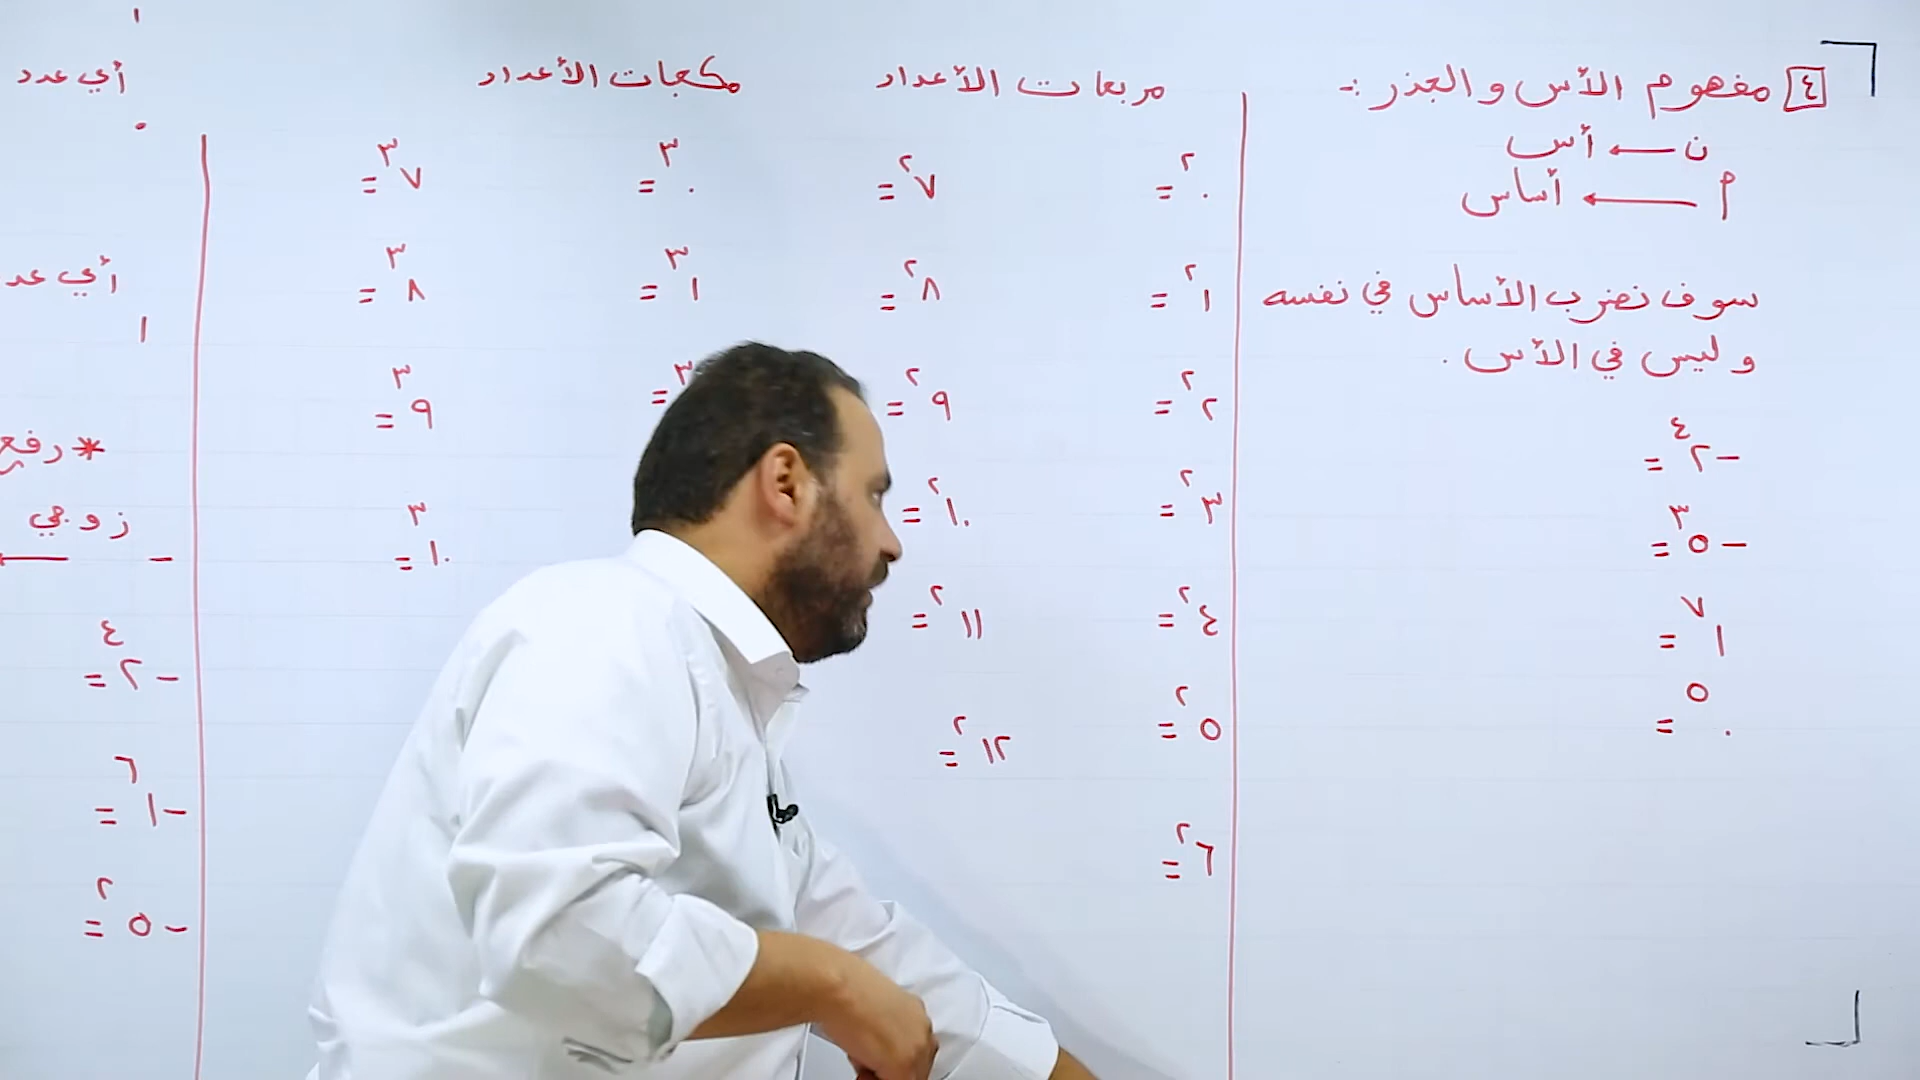 ٤ مفهوم الأس والجذر :-
ن ← أس
م ← أساس
سوف نضرب الأساس في نفسه
وليس في الأس .
-٢^٤ =
-٥^٣ =
١^٧ =
٠^٥ =
مربعات الأعداد
٠^٢ =
١^٢ =
٢^٢ =
٣^٢ =
٤^٢ =
٥^٢ =
٦^٢ =
٧^٢ =
٨^٢ =
٩^٢ =
١٠^٢ =
١١^٢ =
١٢^٢ =
مكعبات الأعداد
٠^٣ =
١^٣ =
٣ =
٧^٣ =
٨^٣ =
٩^٣ =
١٠^٣ =
أي عدد
٠
أي عد
١
* رفع
زوجي
- ←
-٢^٤ =
-١^٦ =
-٥^٢ =